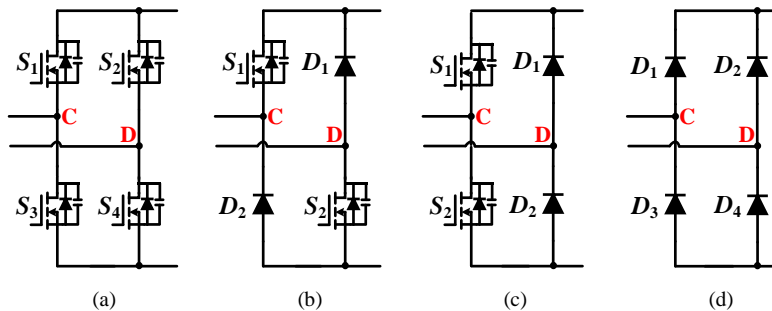 S1 S2 S1 D1 S1 D1 D1 D2
C C C C
D D D D
S3 S4 D2 S2 S2 D2 D3 D4
(a) (b) (c) (d)